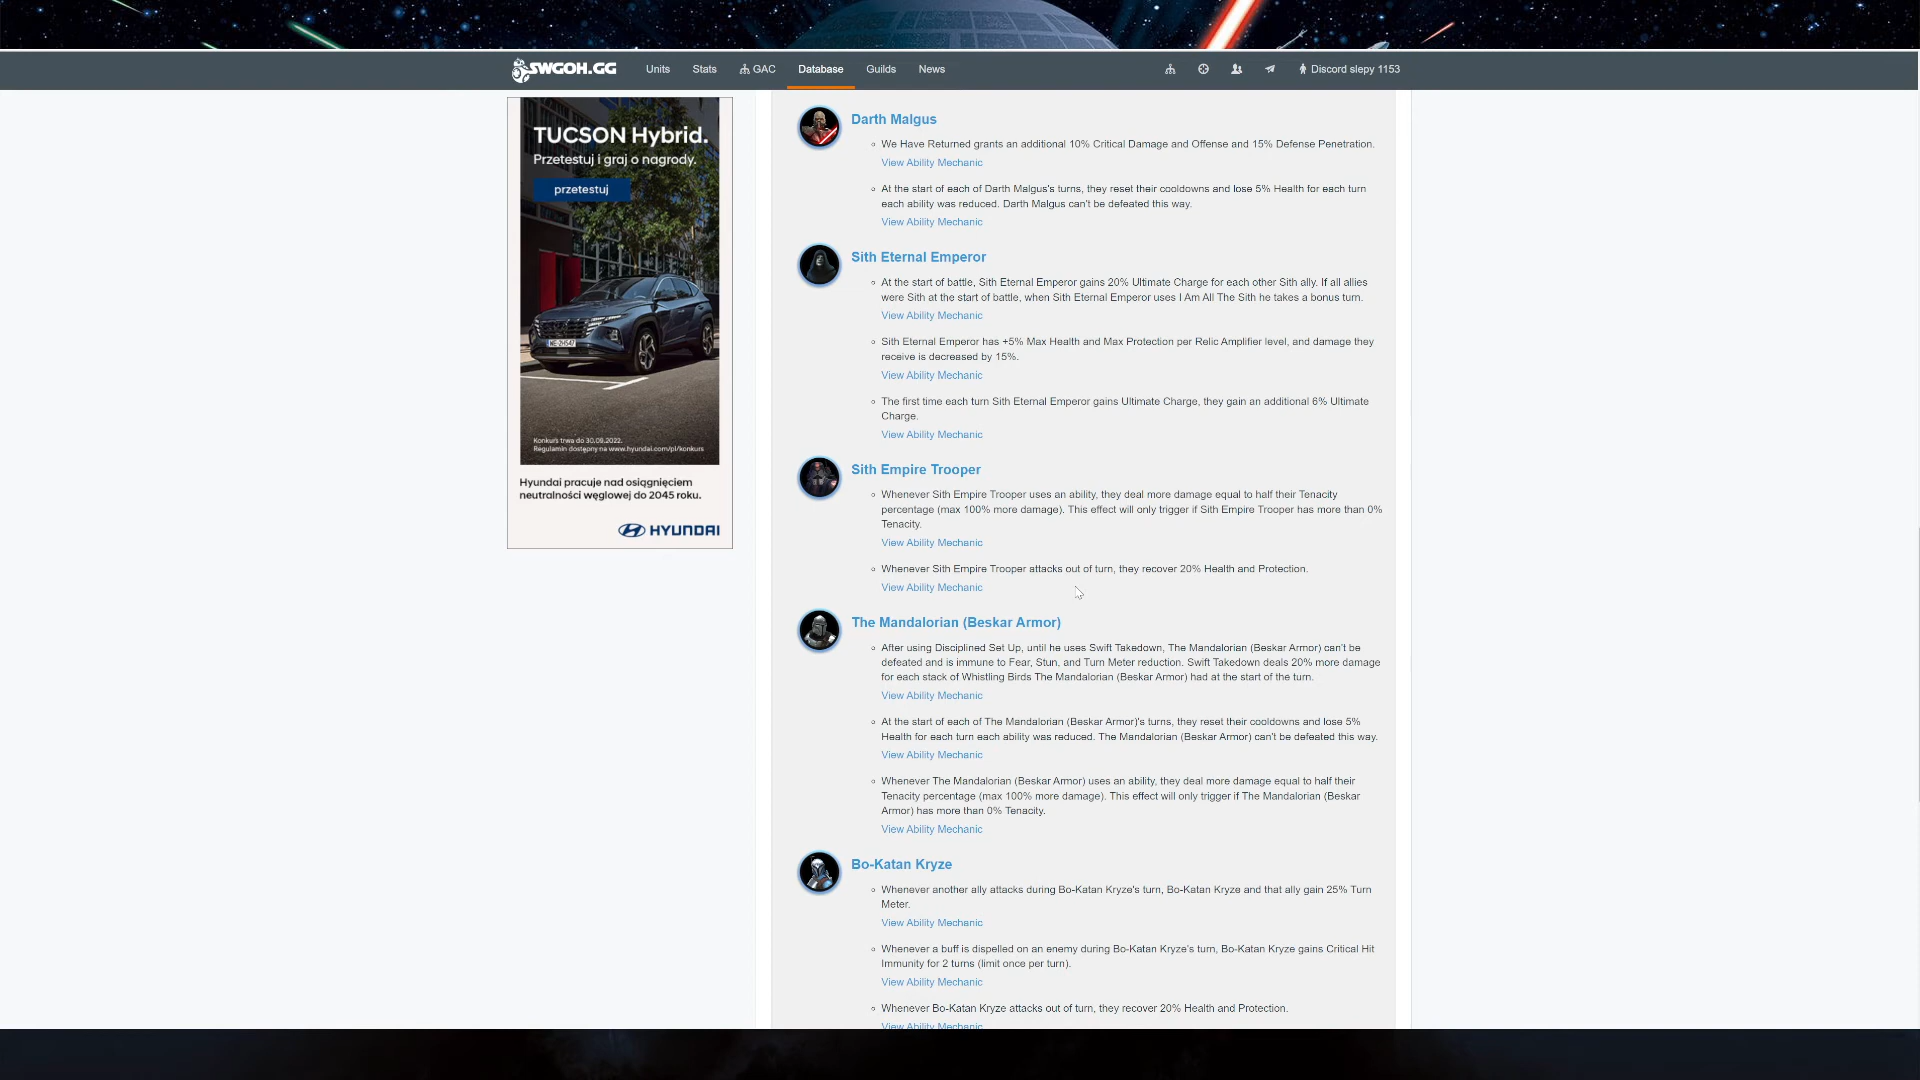 SWGOH.GG
Units
Stats
GAC
Database
Guilds
News
Discord slepy 1153
TUCSON Hybrid.
Przetestuj i graj o nagrody.
przetestuj
Konkurs trwa do 30.09.2022.
Regulamin dostępny na www.hyundai.com/pl/konkurs
Hyundai pracuje nad osiągnięciem
neutralności węglowej do 2045 roku.
HYUNDAI
Darth Malgus
We Have Returned grants an additional 10% Critical Damage and Offense and 15% Defense Penetration.
View Ability Mechanic
At the start of each of Darth Malgus's turns, they reset their cooldowns and lose 5% Health for each turn
each ability was reduced. Darth Malgus can't be defeated this way.
View Ability Mechanic
Sith Eternal Emperor
At the start of battle, Sith Eternal Emperor gains 20% Ultimate Charge for each other Sith ally. If all allies
were Sith at the start of battle, when Sith Eternal Emperor uses I Am All The Sith he takes a bonus turn.
View Ability Mechanic
Sith Eternal Emperor has +5% Max Health and Max Protection per Relic Amplifier level, and damage they
receive is decreased by 15%.
View Ability Mechanic
The first time each turn Sith Eternal Emperor gains Ultimate Charge, they gain an additional 6% Ultimate
Charge.
View Ability Mechanic
Sith Empire Trooper
Whenever Sith Empire Trooper uses an ability, they deal more damage equal to half their Tenacity
percentage (max 100% more damage). This effect will only trigger if Sith Empire Trooper has more than 0%
Tenacity.
View Ability Mechanic
Whenever Sith Empire Trooper attacks out of turn, they recover 20% Health and Protection.
View Ability Mechanic
The Mandalorian (Beskar Armor)
After using Disciplined Set Up, until he uses Swift Takedown, The Mandalorian (Beskar Armor) can't be
defeated and is immune to Fear, Stun, and Turn Meter reduction. Swift Takedown deals 20% more damage
for each stack of Whistling Birds The Mandalorian (Beskar Armor) had at the start of the turn.
View Ability Mechanic
At the start of each of The Mandalorian (Beskar Armor)'s turns, they reset their cooldowns and lose 5%
Health for each turn each ability was reduced. The Mandalorian (Beskar Armor) can't be defeated this way.
View Ability Mechanic
Whenever The Mandalorian (Beskar Armor) uses an ability, they deal more damage equal to half their
Tenacity percentage (max 100% more damage). This effect will only trigger if The Mandalorian (Beskar
Armor) has more than 0% Tenacity.
View Ability Mechanic
Bo-Katan Kryze
Whenever another ally attacks during Bo-Katan Kryze's turn, Bo-Katan Kryze and that ally gain 25% Turn
Meter.
View Ability Mechanic
Whenever a buff is dispelled on an enemy during Bo-Katan Kryze's turn, Bo-Katan Kryze gains Critical Hit
Immunity for 2 turns (limit once per turn).
View Ability Mechanic
Whenever Bo-Katan Kryze attacks out of turn, they recover 20% Health and Protection.
View Ability Mechanic